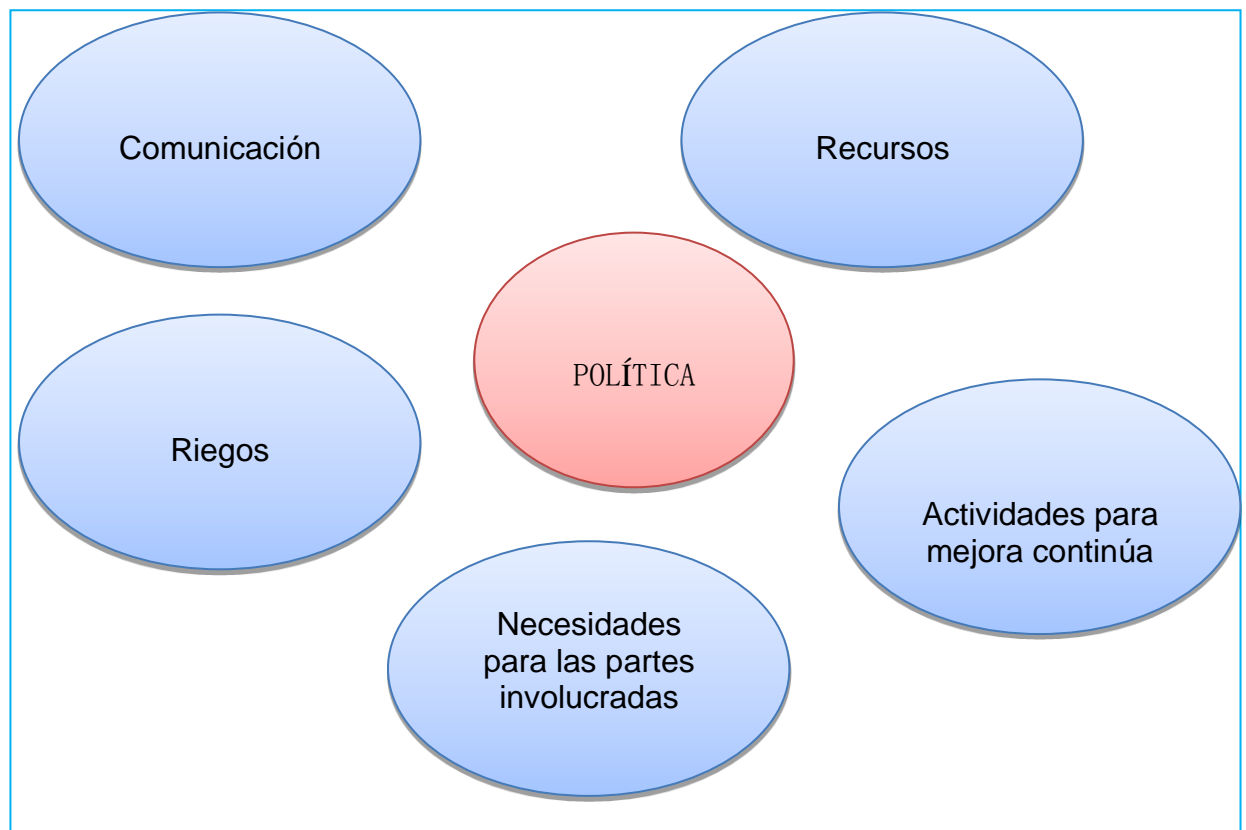 Comunicación
Recursos
POLÍTICA
Riegos
Actividades para
mejora continúa
Necesidades
para las partes
involucradas